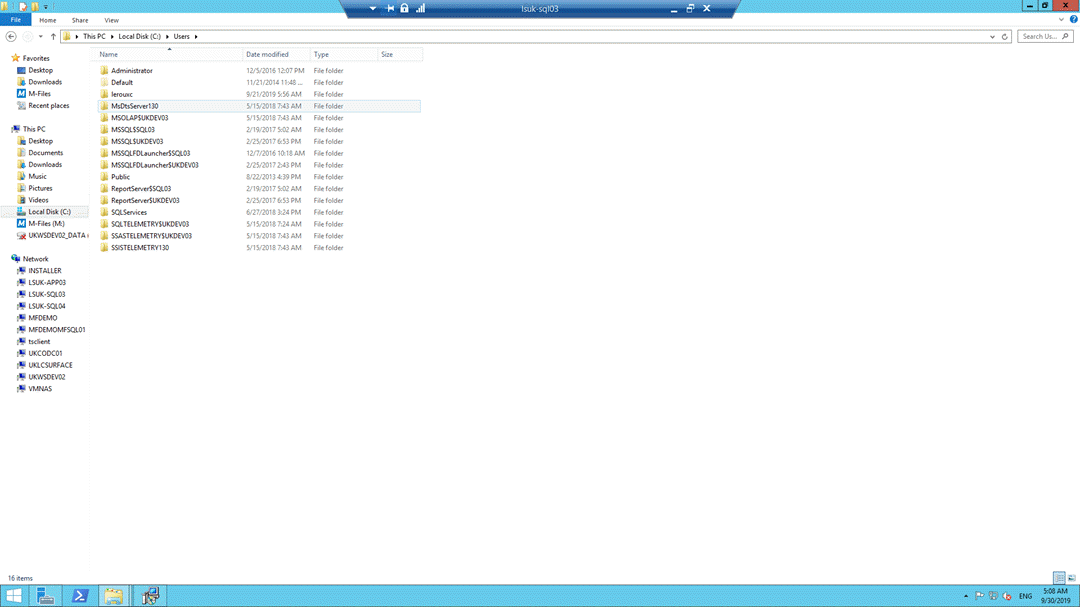 lsuk-sql03
File Home Share View
This PC Local Disk (C:) Users
Search Us...
Name Date modified Type Size
Favorites
Desktop
Downloads
M-Files
Recent places
This PC
Desktop
Documents
Downloads
Music
Pictures
Videos
Local Disk (C:)
M-Files (M:)
UKWSDEV02_DATA (
Network
INSTALLER
LSUK-APP03
LSUK-SQL03
LSUK-SQL04
MFDEMO
MFDEMOMFSQL01
tsclient
UKCODC01
UKLCSURFACE
UKWSDEV02
VMNAS
Administrator 12/5/2016 12:07 PM File folder
Default 11/21/2014 11:48 ... File folder
lerouxc 9/21/2019 5:56 AM File folder
MsDtsServer130 5/15/2018 7:43 AM File folder
MSOLAP$UKDEV03 5/15/2018 7:43 AM File folder
MSSQL$SQL03 2/19/2017 5:02 AM File folder
MSSQL$UKDEV03 2/25/2017 6:53 PM File folder
MSSQLFDLauncher$SQL03 12/7/2016 10:18 AM File folder
MSSQLFDLauncher$UKDEV03 2/25/2017 2:43 PM File folder
Public 8/22/2013 4:39 PM File folder
ReportServer$SQL03 2/19/2017 5:02 AM File folder
ReportServer$UKDEV03 2/25/2017 6:53 PM File folder
SQLServices 6/27/2018 3:24 PM File folder
SQLTELEMETRY$UKDEV03 5/15/2018 7:24 AM File folder
SSASTELEMETRY$UKDEV03 5/15/2018 7:43 AM File folder
SSISTELEMETRY130 5/15/2018 7:43 AM File folder
16 items
ENG
5:08 AM
9/30/2019